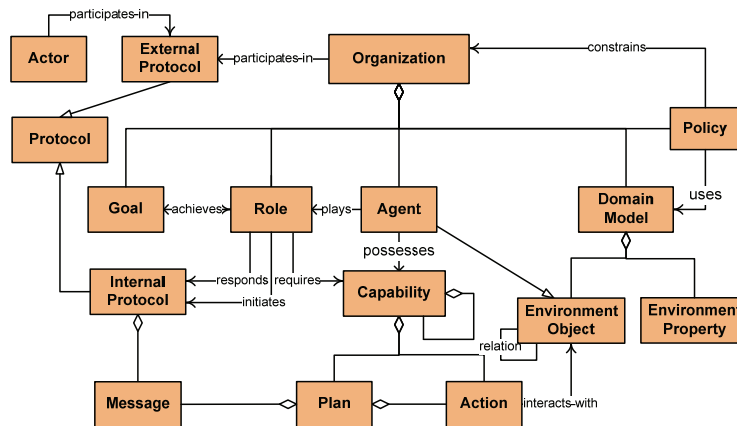 participates-in
Actor
External
Protocol
participates-in
Organization
constrains
Protocol
Policy
Goal
achieves
Role
plays
Agent
Domain
Model
uses
possesses
Internal
Protocol
responds
requires
initiates
Capability
Environment
Object
Environment
Property
relation
Message
Plan
Action
interacts-with